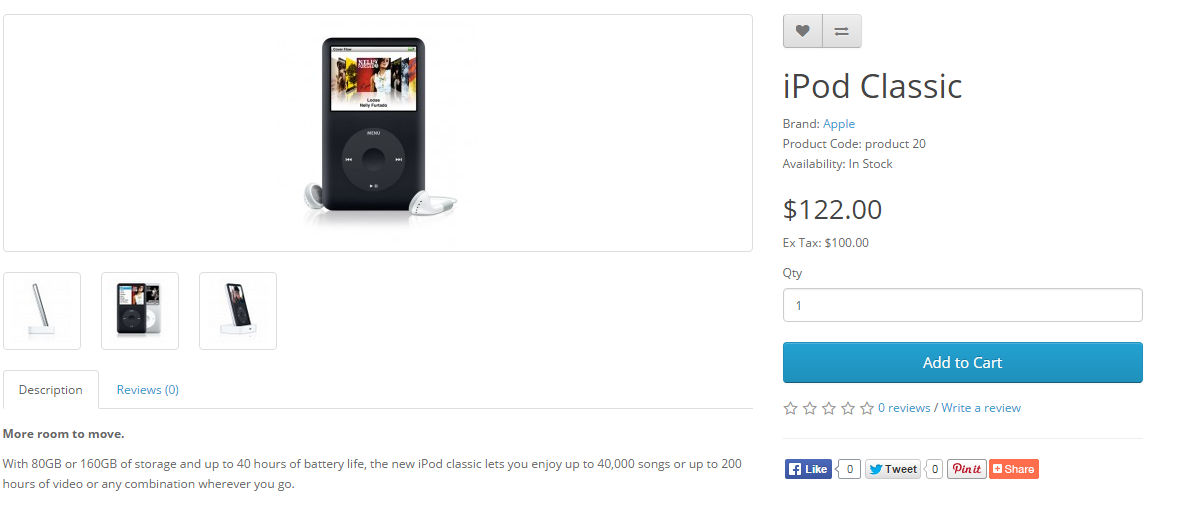 Cover Flow
NELLY
FURTADO
Loose
Nelly Furtado
MENU
Description
Reviews (0)
More room to move.
With 80GB or 160GB of storage and up to 40 hours of battery life, the new iPod classic lets you enjoy up to 40,000 songs or up to 200
hours of video or any combination wherever you go.
iPod Classic
Brand: Apple
Product Code: product 20
Availability: In Stock
$122.00
Ex Tax: $100.00
Qty
1
Add to Cart
0 reviews / Write a review
Like 0 Tweet 0 Pin it Share